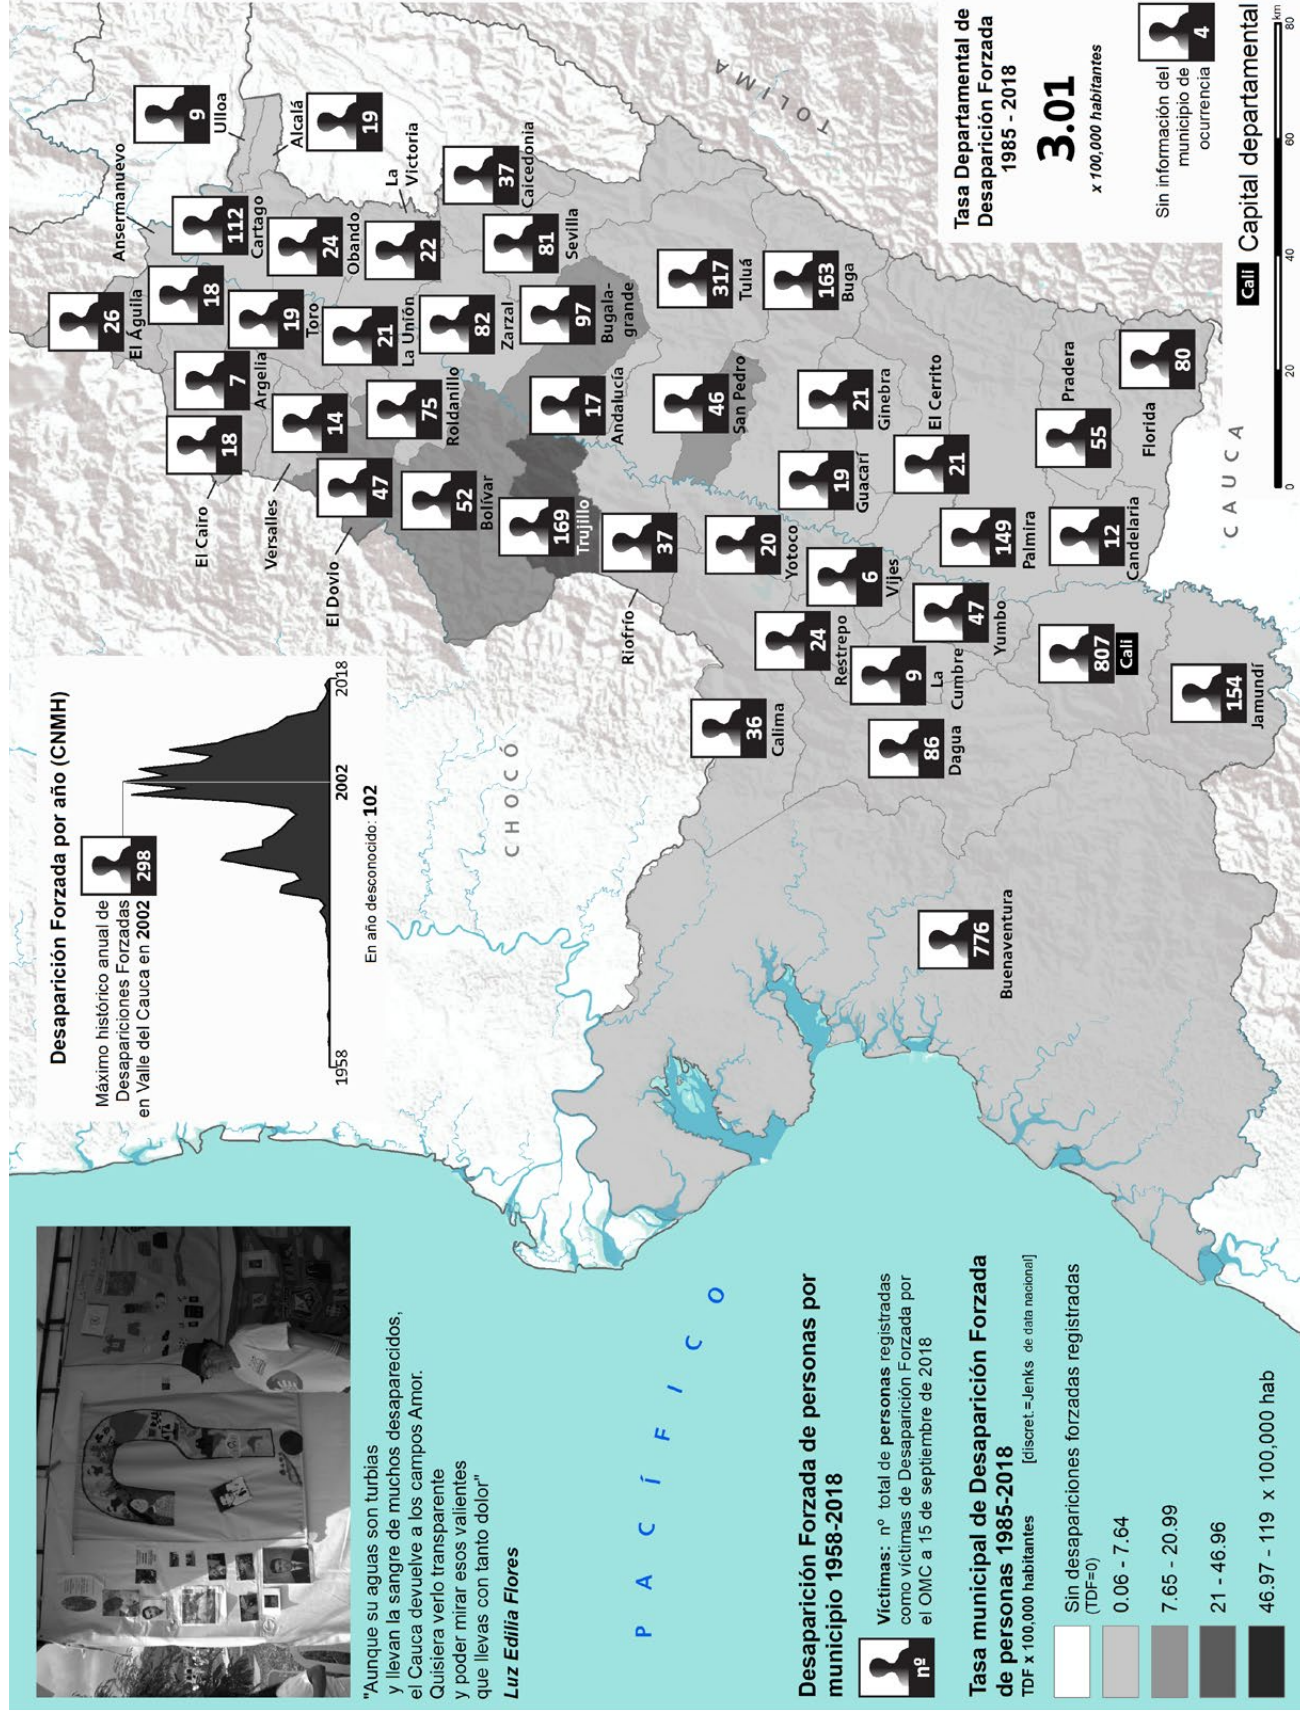 Desaparición Forzada por año (CNMH)
Máximo histórico anual de
Desapariciones Forzadas
en Valle del Cauca en 2002
298
1958
2002
2018
En año desconocido: 102
"Aunque su aguas son turbias
y llevan la sangre de muchos desaparecidos,
el Cauca devuelve a los campos Amor.
Quisiera verlo transparente
y poder mirar esos valientes
que llevas con tanto dolor"
Luz Edilia Flores
PACÍFICO
CHOCÓ
TOLIMA
CAUCA
26
El Águila
Ansermanuevo
18
9
Ulloa
Alcalá
19
112
Cartago
7
Argelia
19
Toro
24
Obando
18
El Cairo
14
Versalles
21
La Unión
22
La
Victoria
47
El Dovio
75
Roldanillo
82
Zarzal
81
Sevilla
37
Caicedonia
52
Bolívar
97
Bugala-
grande
169
Trujillo
17
Andalucía
37
Riofrío
46
San Pedro
317
Tuluá
36
Calima
20
Yotoco
163
Buga
24
Restrepo
6
Vijes
19
Guacarí
21
Ginebra
86
Dagua
9
La
Cumbre
47
Yumbo
21
El Cerrito
776
Buenaventura
149
Palmira
807
Cali
12
Candelaria
55
Pradera
154
Jamundí
80
Florida
Desaparición Forzada de personas por
municipio 1958-2018
nº
Víctimas: nº total de personas registradas
como víctimas de Desaparición Forzada por
el OMC a 15 de septiembre de 2018
Tasa municipal de Desaparición Forzada
de personas 1985-2018
TDF x 100,000 habitantes [discret.=Jenks de data nacional]
Sin desapariciones forzadas registradas
(TDF=0)
0.06 - 7.64
7.65 - 20.99
21 - 46.96
46.97 - 119 x 100,000 hab
Tasa Departamental de
Desaparición Forzada
1985 - 2018
3.01
x 100,000 habitantes
Sin información del
municipio de
ocurrencia
4
Cali Capital departamental
0 20 40 60 80 km